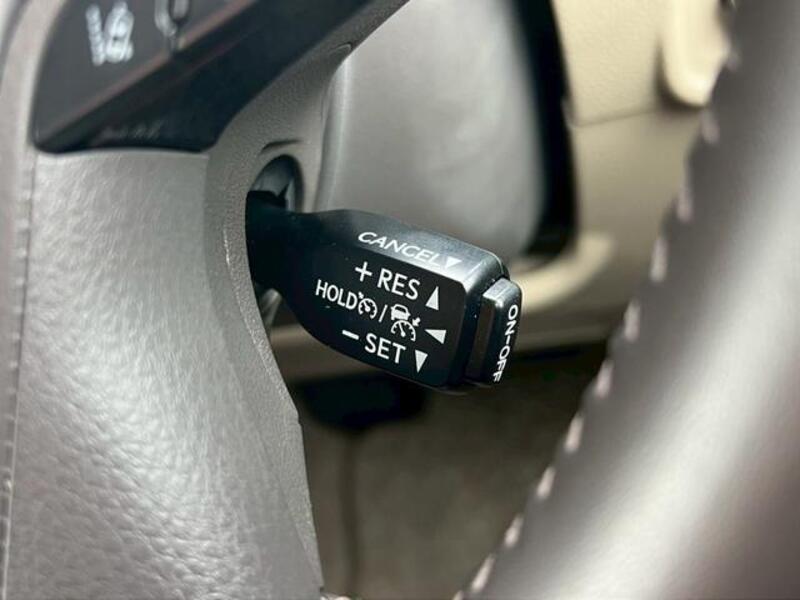 CANCEL▼
+RES▲
HOLD /
−SET▼
ON-OFF